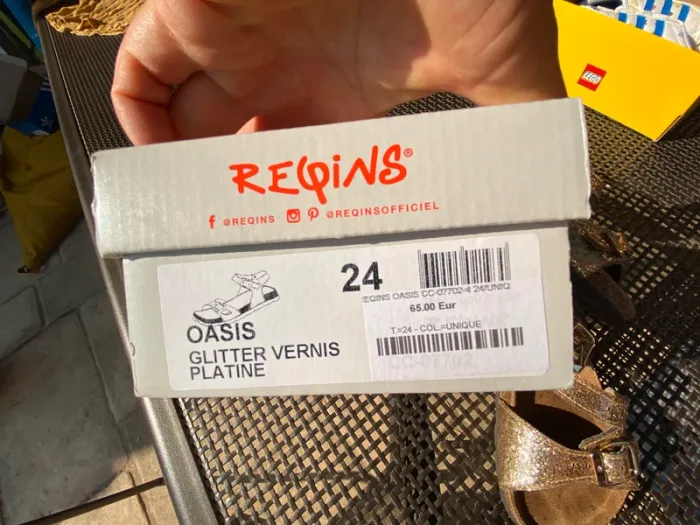 REQINS®
@REQINS @REQINSOFFICIEL
24
OASIS
GLITTER VERNIS
PLATINE
EQINS OASIS CC-07702-4 24/UNIQ
65.00 Eur
T.=24 - COL.=UNIQUE
LEGO